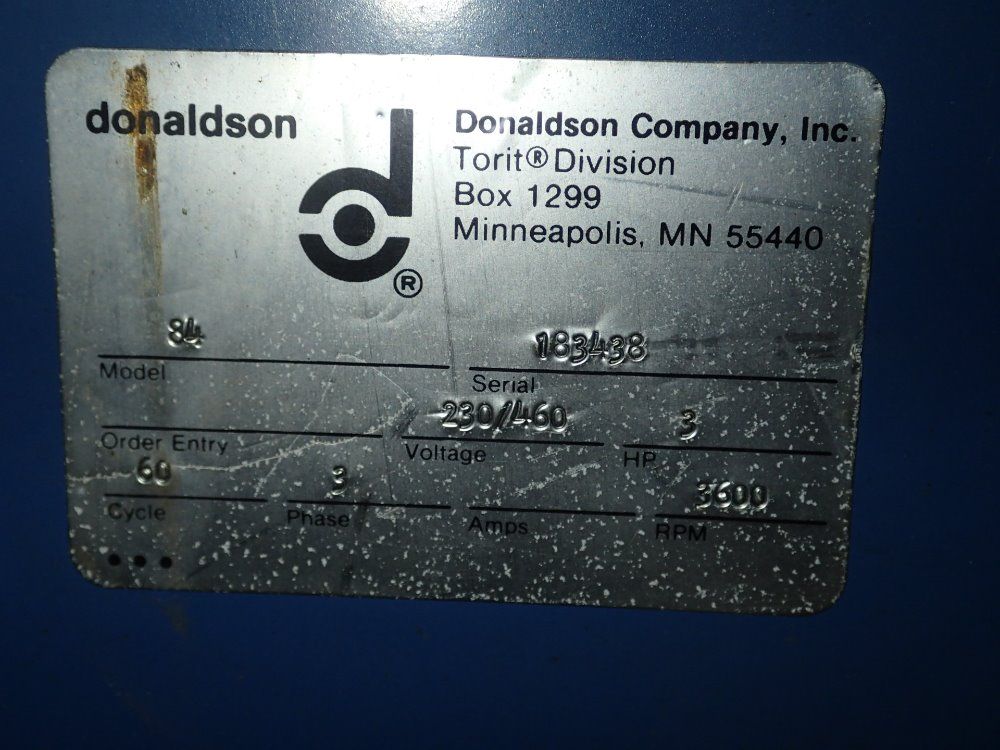 donaldson
Donaldson Company, Inc.
Torit® Division
Box 1299
Minneapolis, MN 55440
d
®
84
Model
183438
Serial
Order Entry
230/460
Voltage
3
HP
60
Cycle
3
Phase
Amps
3600
RPM